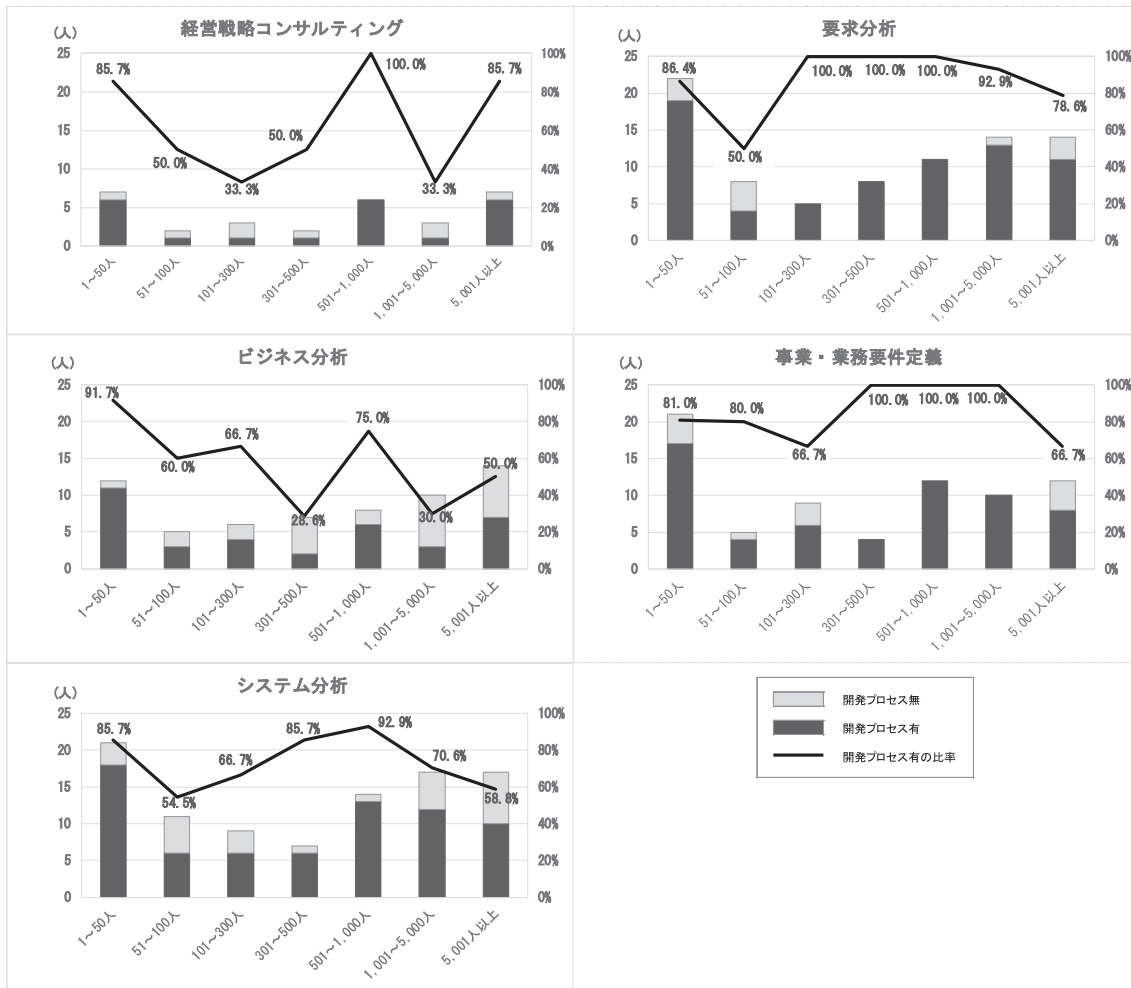 経営戦略コンサルティング
(人)
25
20
15
10
5
0
100%
80%
60%
40%
20%
0%
85.7%
50.0%
33.3%
50.0%
100.0%
33.3%
85.7%
1～50人
51～100人
101～300人
301～500人
501～1,000人
1,001～5,000人
5,001人以上
要求分析
(人)
25
20
15
10
5
0
100%
80%
60%
40%
20%
0%
86.4%
50.0%
100.0%
100.0%
100.0%
92.9%
78.6%
1～50人
51～100人
101～300人
301～500人
501～1,000人
1,001～5,000人
5,001人以上
ビジネス分析
(人)
25
20
15
10
5
0
100%
80%
60%
40%
20%
0%
91.7%
60.0%
66.7%
28.6%
75.0%
30.0%
50.0%
1～50人
51～100人
101～300人
301～500人
501～1,000人
1,001～5,000人
5,001人以上
事業・業務要件定義
(人)
25
20
15
10
5
0
100%
80%
60%
40%
20%
0%
81.0%
80.0%
66.7%
100.0%
100.0%
100.0%
66.7%
1～50人
51～100人
101～300人
301～500人
501～1,000人
1,001～5,000人
5,001人以上
システム分析
(人)
25
20
15
10
5
0
100%
80%
60%
40%
20%
0%
85.7%
54.5%
66.7%
85.7%
92.9%
70.6%
58.8%
1～50人
51～100人
101～300人
301～500人
501～1,000人
1,001～5,000人
5,001人以上
開発プロセス無
開発プロセス有
開発プロセス有の比率